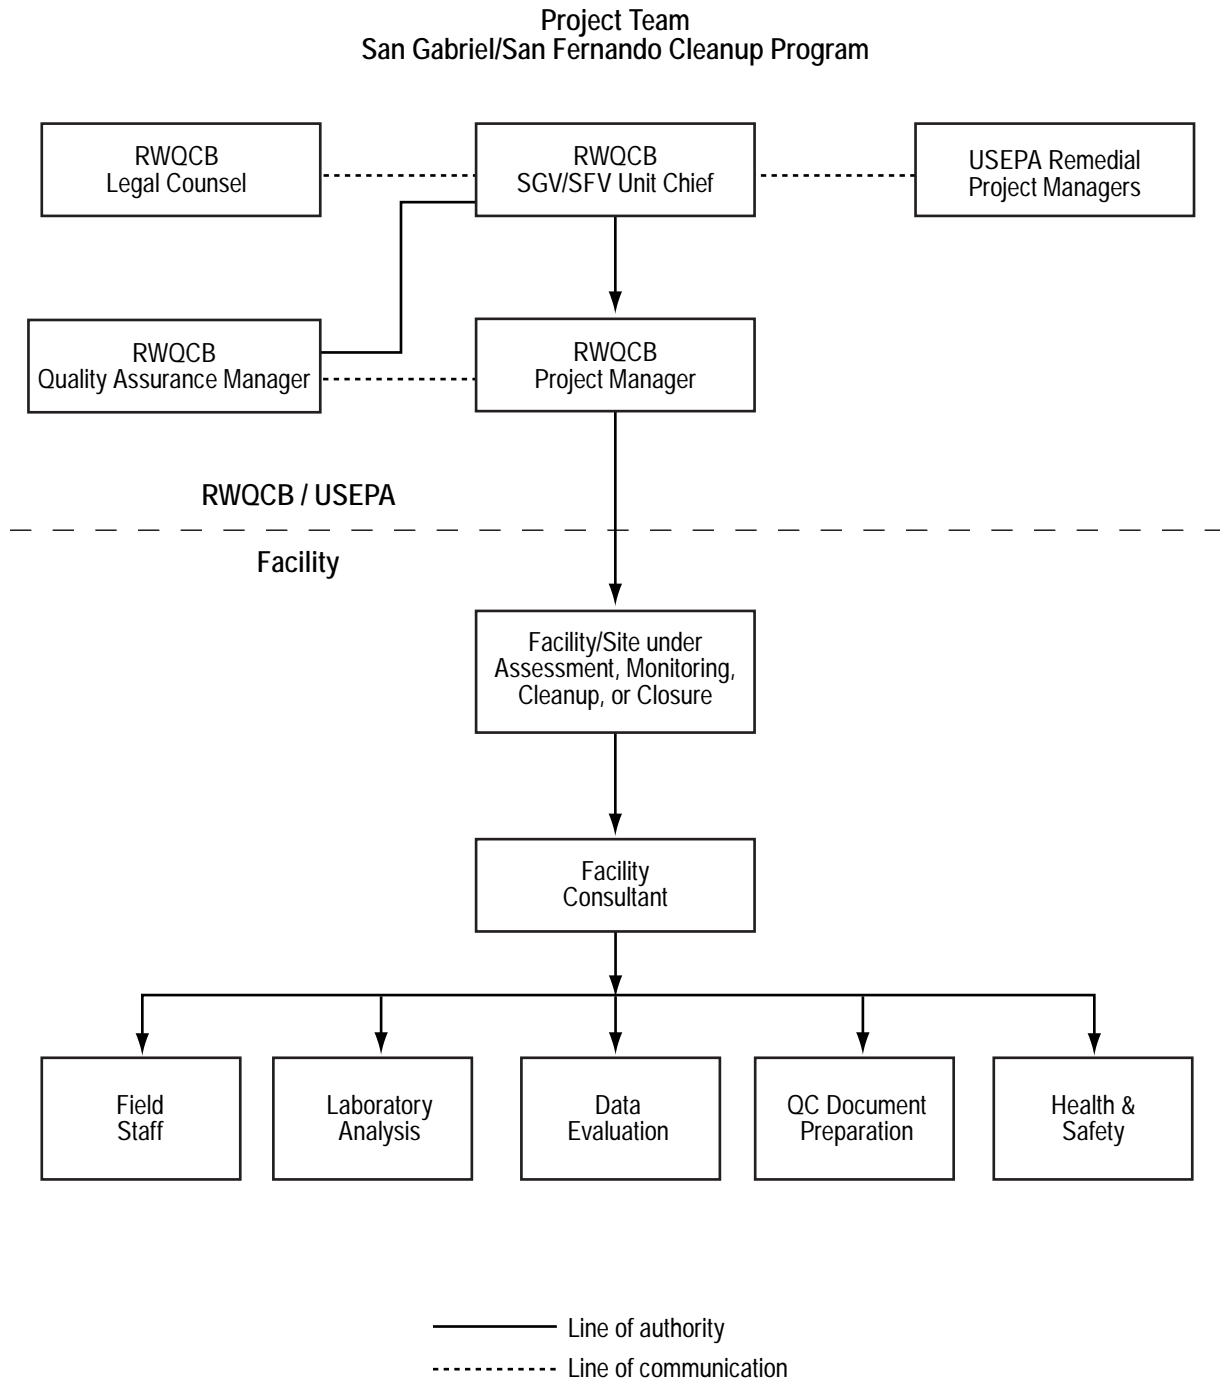 Project Team
San Gabriel/San Fernando Cleanup Program
RWQCB
Legal Counsel
RWQCB
SGV/SFV Unit Chief
USEPA Remedial
Project Managers
RWQCB
Quality Assurance Manager
RWQCB
Project Manager
RWQCB / USEPA
Facility
Facility/Site under
Assessment, Monitoring,
Cleanup, or Closure
Facility
Consultant
Field
Staff
Laboratory
Analysis
Data
Evaluation
QC Document
Preparation
Health &
Safety
Line of authority
Line of communication